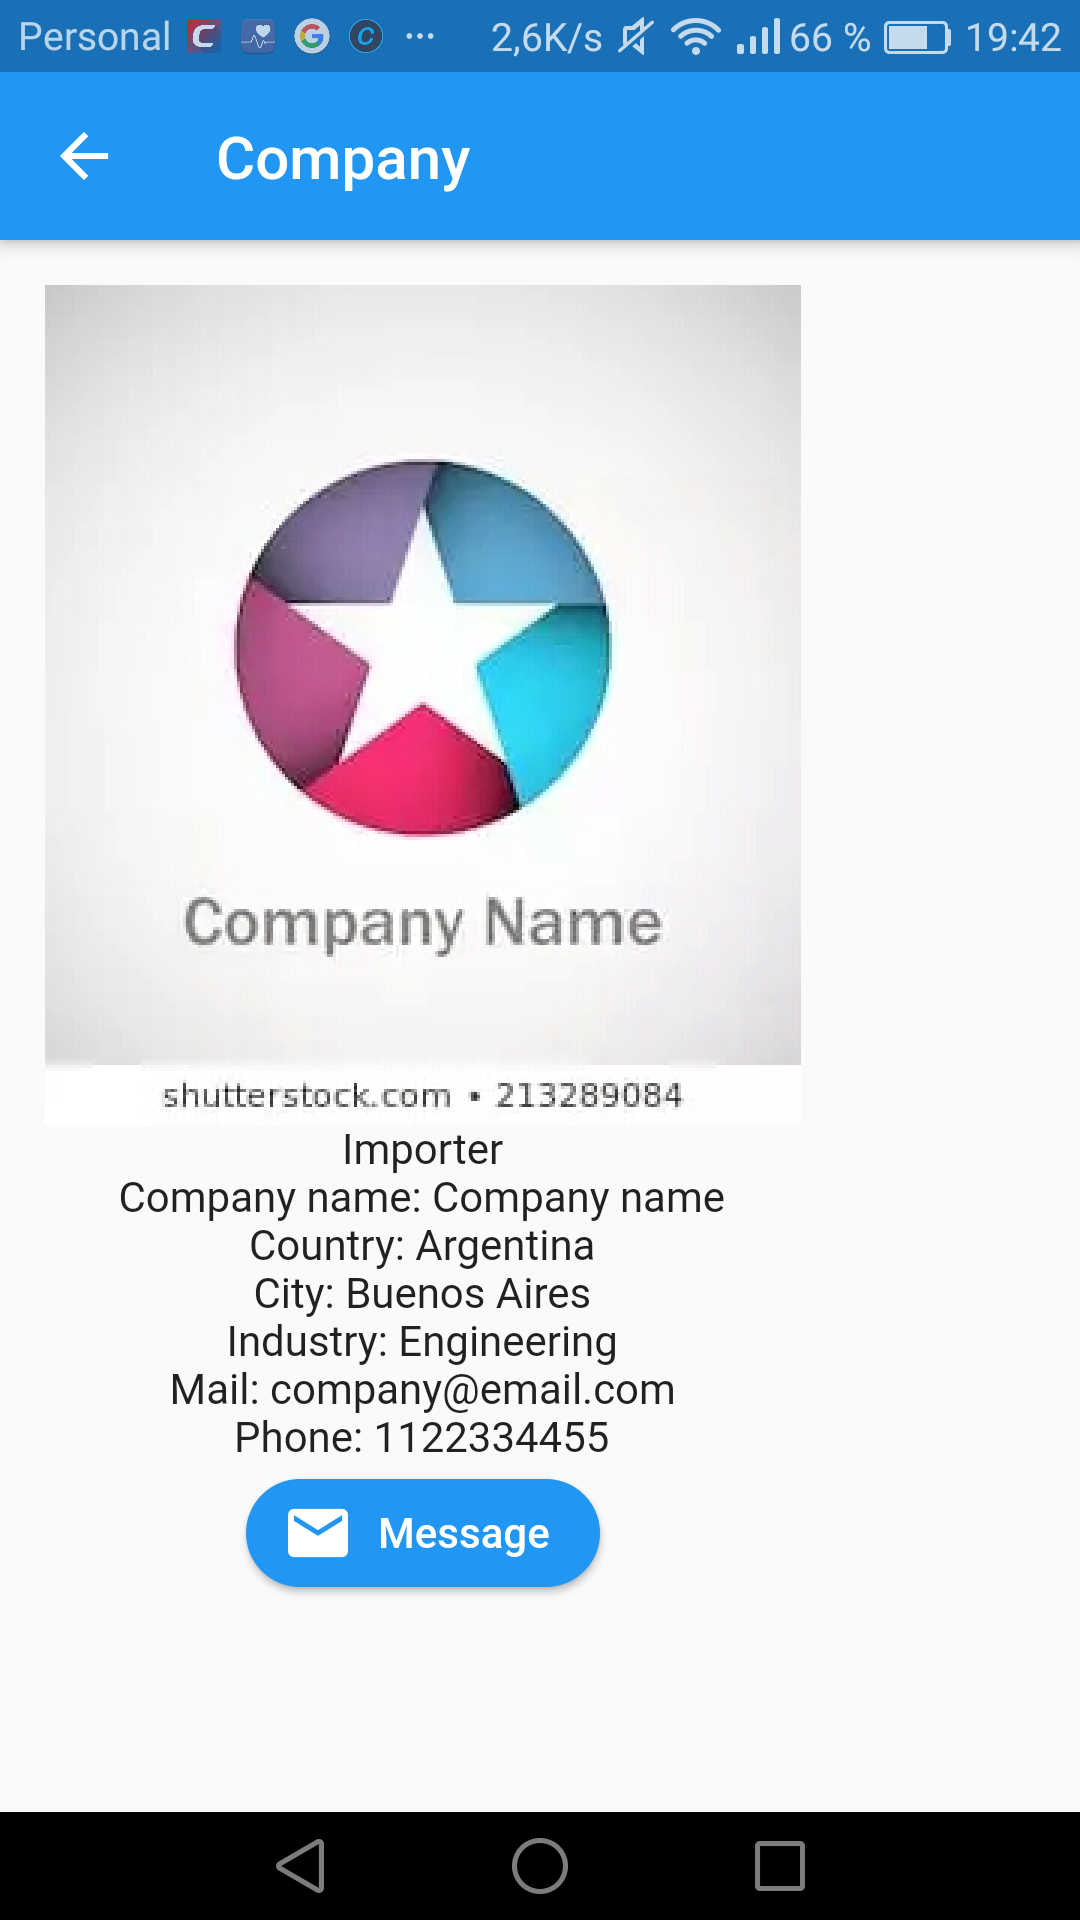 Personal 2,6K/s 66 % 19:42
Company
Company Name
shutterstock.com • 213289084
Importer
Company name: Company name
Country: Argentina
City: Buenos Aires
Industry: Engineering
Mail: company@email.com
Phone: 1122334455
Message